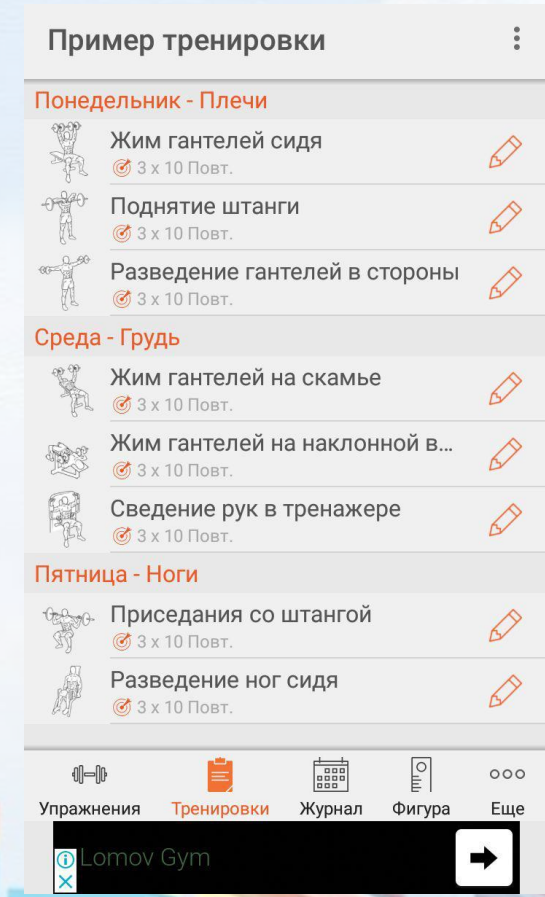 Пример тренировки
Понедельник - Плечи
Жим гантелей сидя
3 x 10 Повт.
Поднятие штанги
3 x 10 Повт.
Разведение гантелей в стороны
3 x 10 Повт.
Среда - Грудь
Жим гантелей на скамье
3 x 10 Повт.
Жим гантелей на наклонной в...
3 x 10 Повт.
Сведение рук в тренажере
3 x 10 Повт.
Пятница - Ноги
Приседания со штангой
3 x 10 Повт.
Разведение ног сидя
3 x 10 Повт.
Упражнения Тренировки Журнал Фигура Еще
Lomov Gym